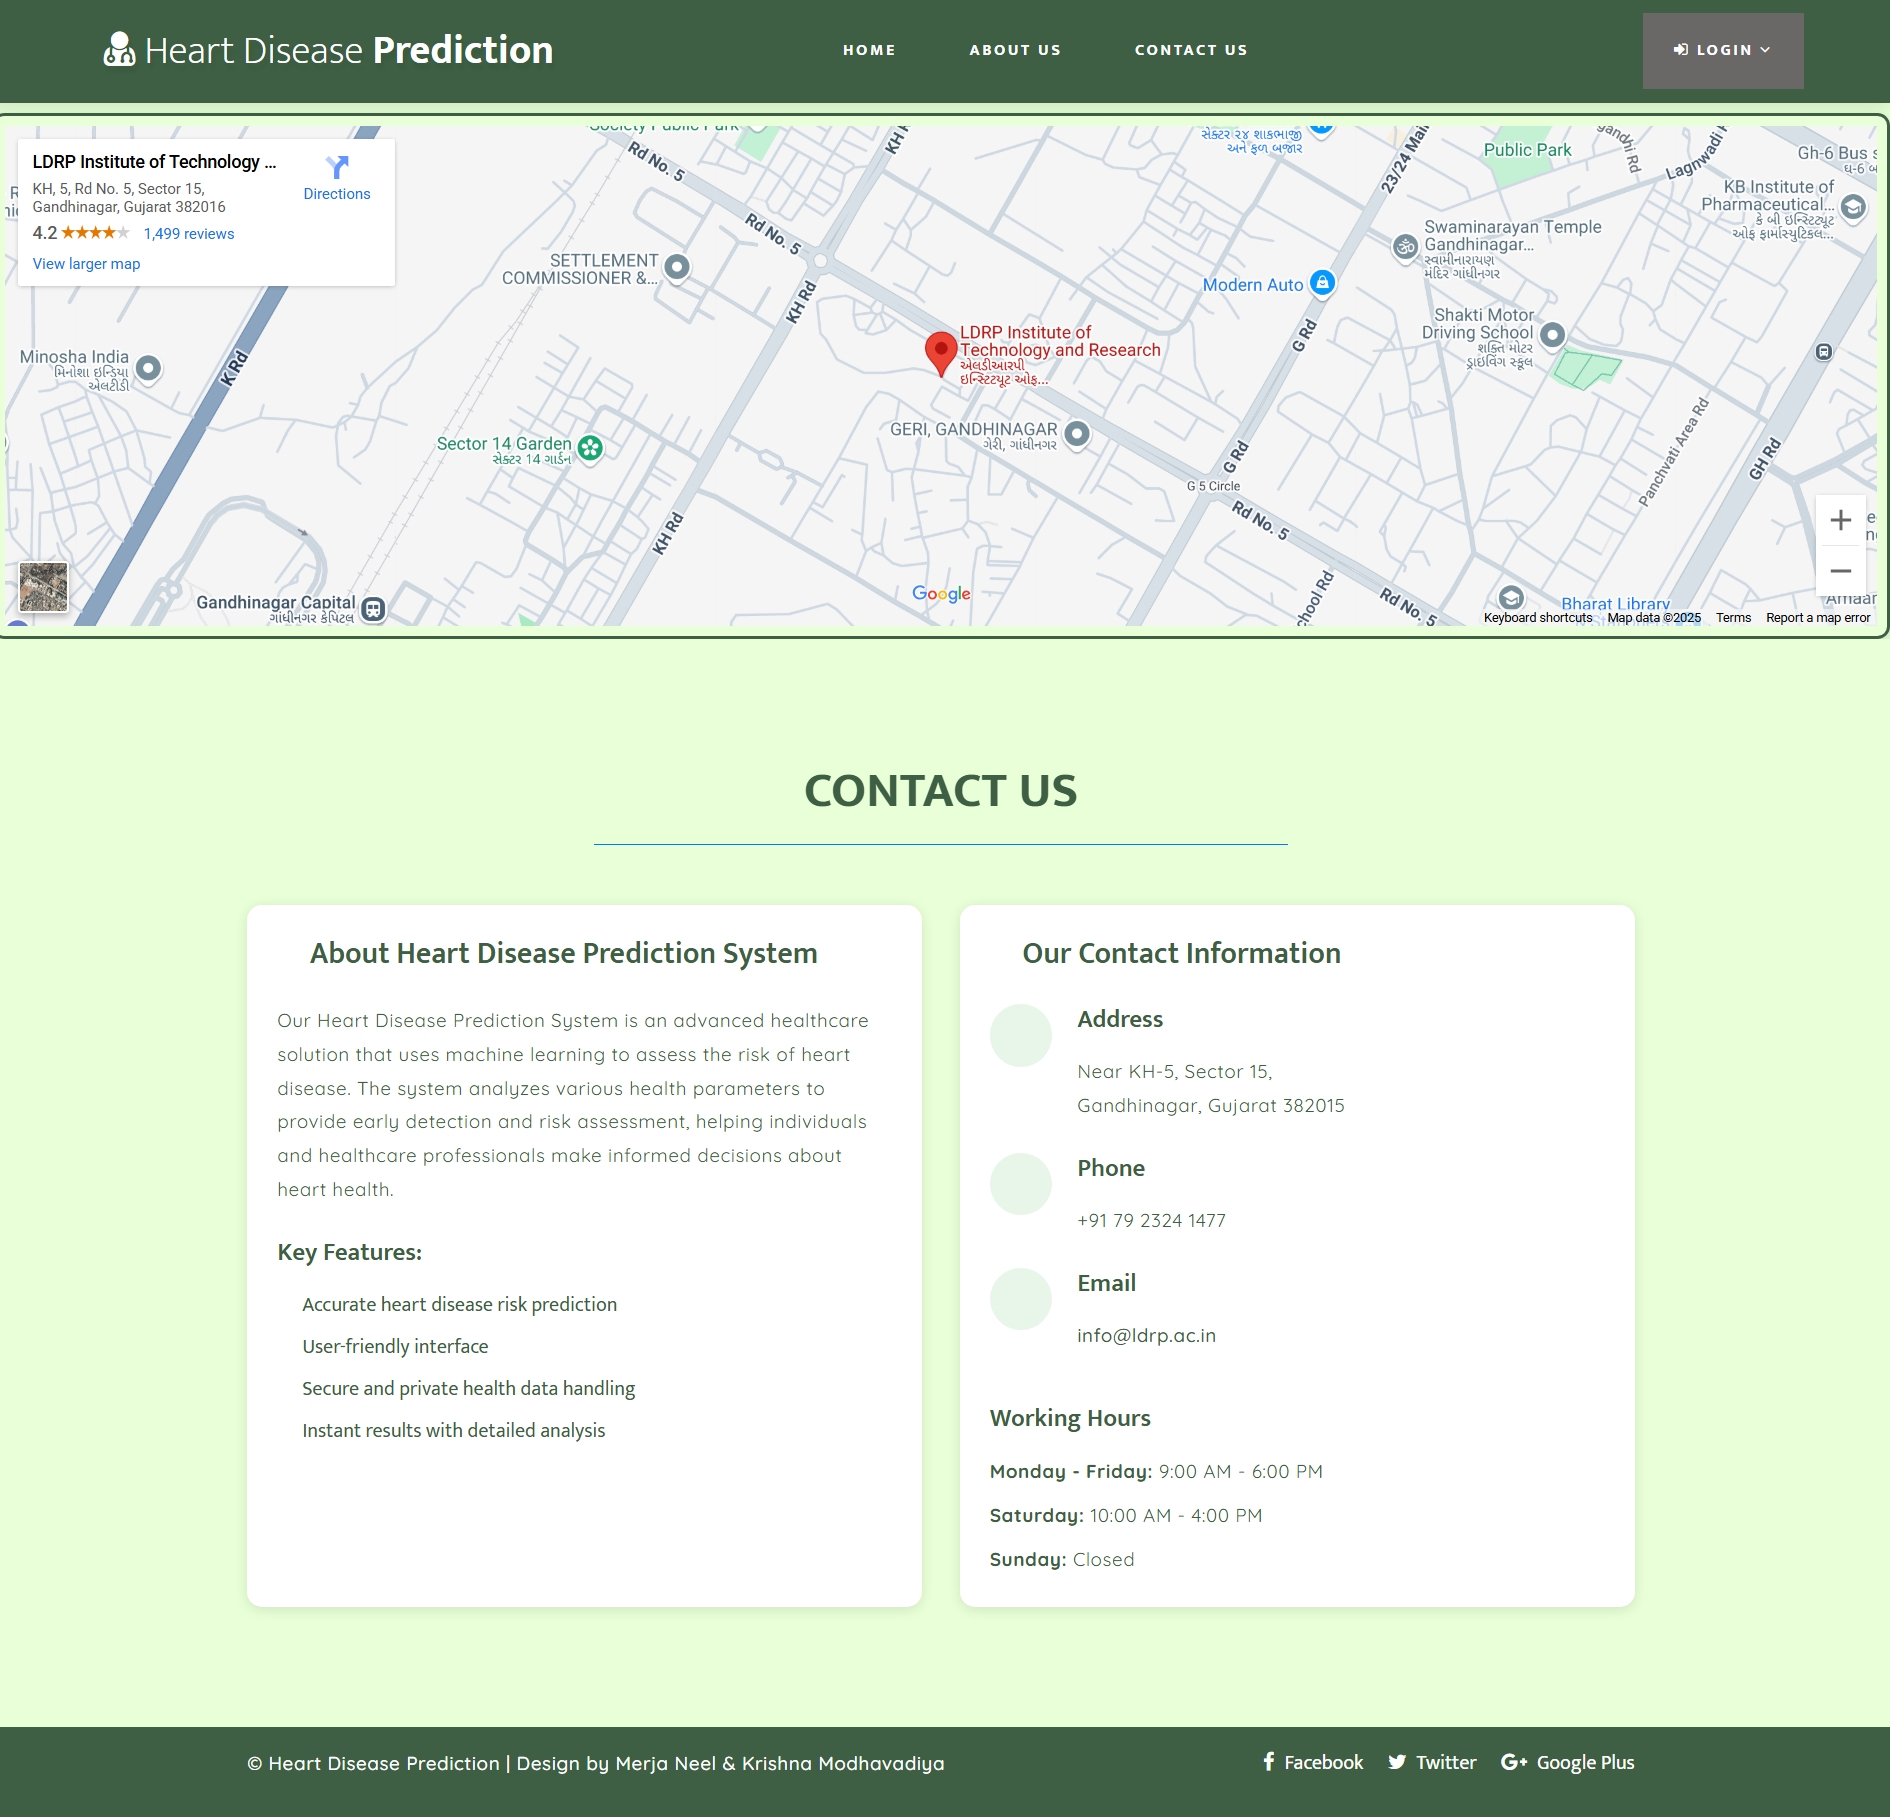 Heart Disease Prediction
HOME
ABOUT US
CONTACT US
LOGIN
LDRP Institute of Technology ...
KH, 5, Rd No. 5, Sector 15,
Gandhinagar, Gujarat 382016
4.2
1,499 reviews
View larger map
Directions
Rd No. 5
KH R
સેક્ટર ૨૪ શાકભાજી
અને ફળ બજાર
23/24 Mai
Public Park
Lagnwadi
Gh-6 Bus s
KB Institute of
Pharmaceutical...
કે બી ઇન્સ્ટિટ્યૂટ
ઓફ ફાર્માસ્યુટિકલ...
Rd No. 5
SETTLEMENT
COMMISSIONER &...
Swaminarayan Temple
Gandhinagar...
સ્વામીનારાયણ
મંદિર ગાંધીનગર
Modern Auto
KH Rd
LDRP Institute of
Technology and Research
એલડીઆરપી
ઇન્સ્ટિટ્યૂટ ઓફ...
G Rd
Shakti Motor
Driving School
શક્તિ મોટર
ડ્રાઇવિંગ સ્કૂલ
Minosha India
મિનોશા ઇન્ડિયા
એલટીડી
K Rd
Sector 14 Garden
સેક્ટર 14 ગાર્ડન
GERI, GANDHINAGAR
ગેરી, ગાંધીનગર
G Rd
Panchvati Area Rd
GH Rd
G 5 Circle
KH Rd
Rd No. 5
Gandhinagar Capital
ગાંધીનગર કેપિટલ
Google
chool Rd
Rd No. 5
Bharat Library
Keyboard shortcuts
Map data ©2025
Terms
Report a map error
CONTACT US
About Heart Disease Prediction System
Our Heart Disease Prediction System is an advanced healthcare
solution that uses machine learning to assess the risk of heart
disease. The system analyzes various health parameters to
provide early detection and risk assessment, helping individuals
and healthcare professionals make informed decisions about
heart health.
Key Features:
Accurate heart disease risk prediction
User-friendly interface
Secure and private health data handling
Instant results with detailed analysis
Our Contact Information
Address
Near KH-5, Sector 15,
Gandhinagar, Gujarat 382015
Phone
+91 79 2324 1477
Email
info@ldrp.ac.in
Working Hours
Monday - Friday: 9:00 AM - 6:00 PM
Saturday: 10:00 AM - 4:00 PM
Sunday: Closed
© Heart Disease Prediction | Design by Merja Neel & Krishna Modhavadiya
Facebook
Twitter
Google Plus